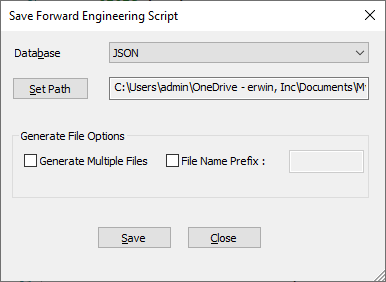 Save Forward Engineering Script
Database JSON
Set Path C:\Users\admin\OneDrive - erwin, Inc\Documents\M
Generate File Options
Generate Multiple Files File Name Prefix :
Save Close